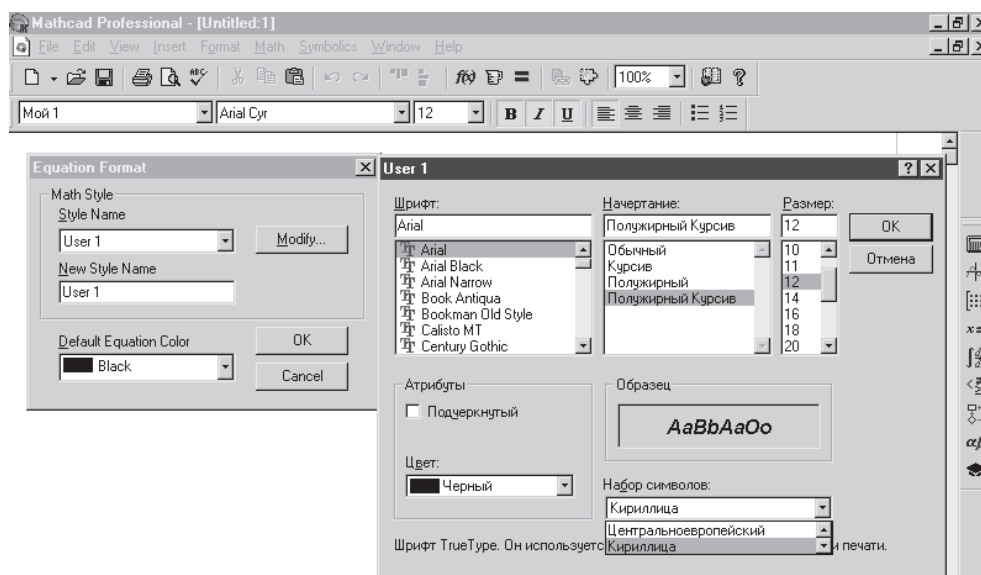 Mathcad Professional - [Untitled:1]
File Edit View Insert Format Math Symbolics Window Help
100%
Мой 1 Arial Cyr 12 B I U
Equation Format
Math Style
Style Name
User 1
Modify...
New Style Name
User 1
Default Equation Color
Black
OK
Cancel
User 1
Шрифт:
Arial
Arial
Arial Black
Arial Narrow
Book Antiqua
Bookman Old Style
Calisto MT
Century Gothic
Начертание:
Полужирный Курсив
Обычный
Курсив
Полужирный
Полужирный Курсив
Размер:
12
10
11
12
14
16
18
20
OK
Отмена
Атрибуты
Подчеркнутый
Цвет:
Черный
Образец
AaBbAaOo
Набор символов:
Кириллица
Центральноевропейский
Кириллица
Шрифт TrueType. Он используетс и печати.